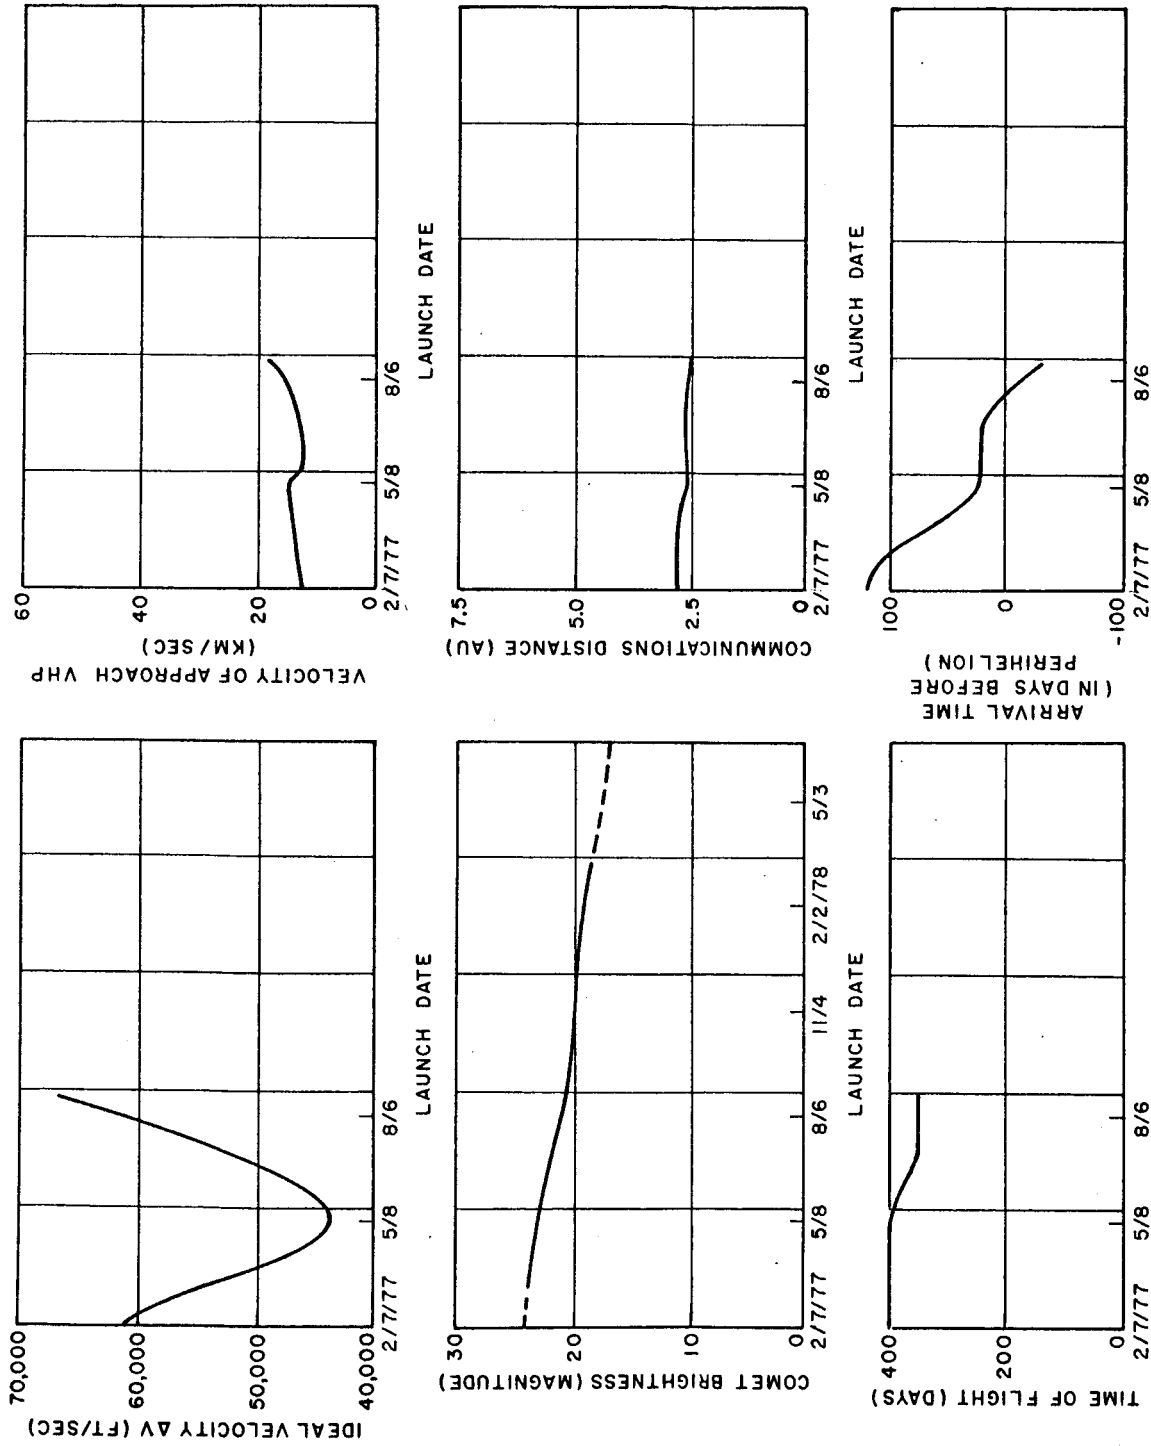 IDEAL VELOCITY ΔV (FT/SEC)
70,000
60,000
50,000
40,000
2/7/77 5/8 8/6
LAUNCH DATE
COMET BRIGHTNESS (MAGNITUDE)
30
20
10
0
2/7/77 5/8 8/6 11/4 2/2/78 5/3
LAUNCH DATE
TIME OF FLIGHT (DAYS)
400
200
0
2/7/77 5/8 8/6
VELOCITY OF APPROACH VHP
(KM/SEC)
60
40
20
0
2/7/77 5/8 8/6
LAUNCH DATE
COMMUNICATIONS DISTANCE (AU)
7.5
5.0
2.5
0
2/7/77 5/8 8/6
LAUNCH DATE
ARRIVAL TIME
(IN DAYS BEFORE
PERIHELION)
100
0
-100
2/7/77 5/8 8/6